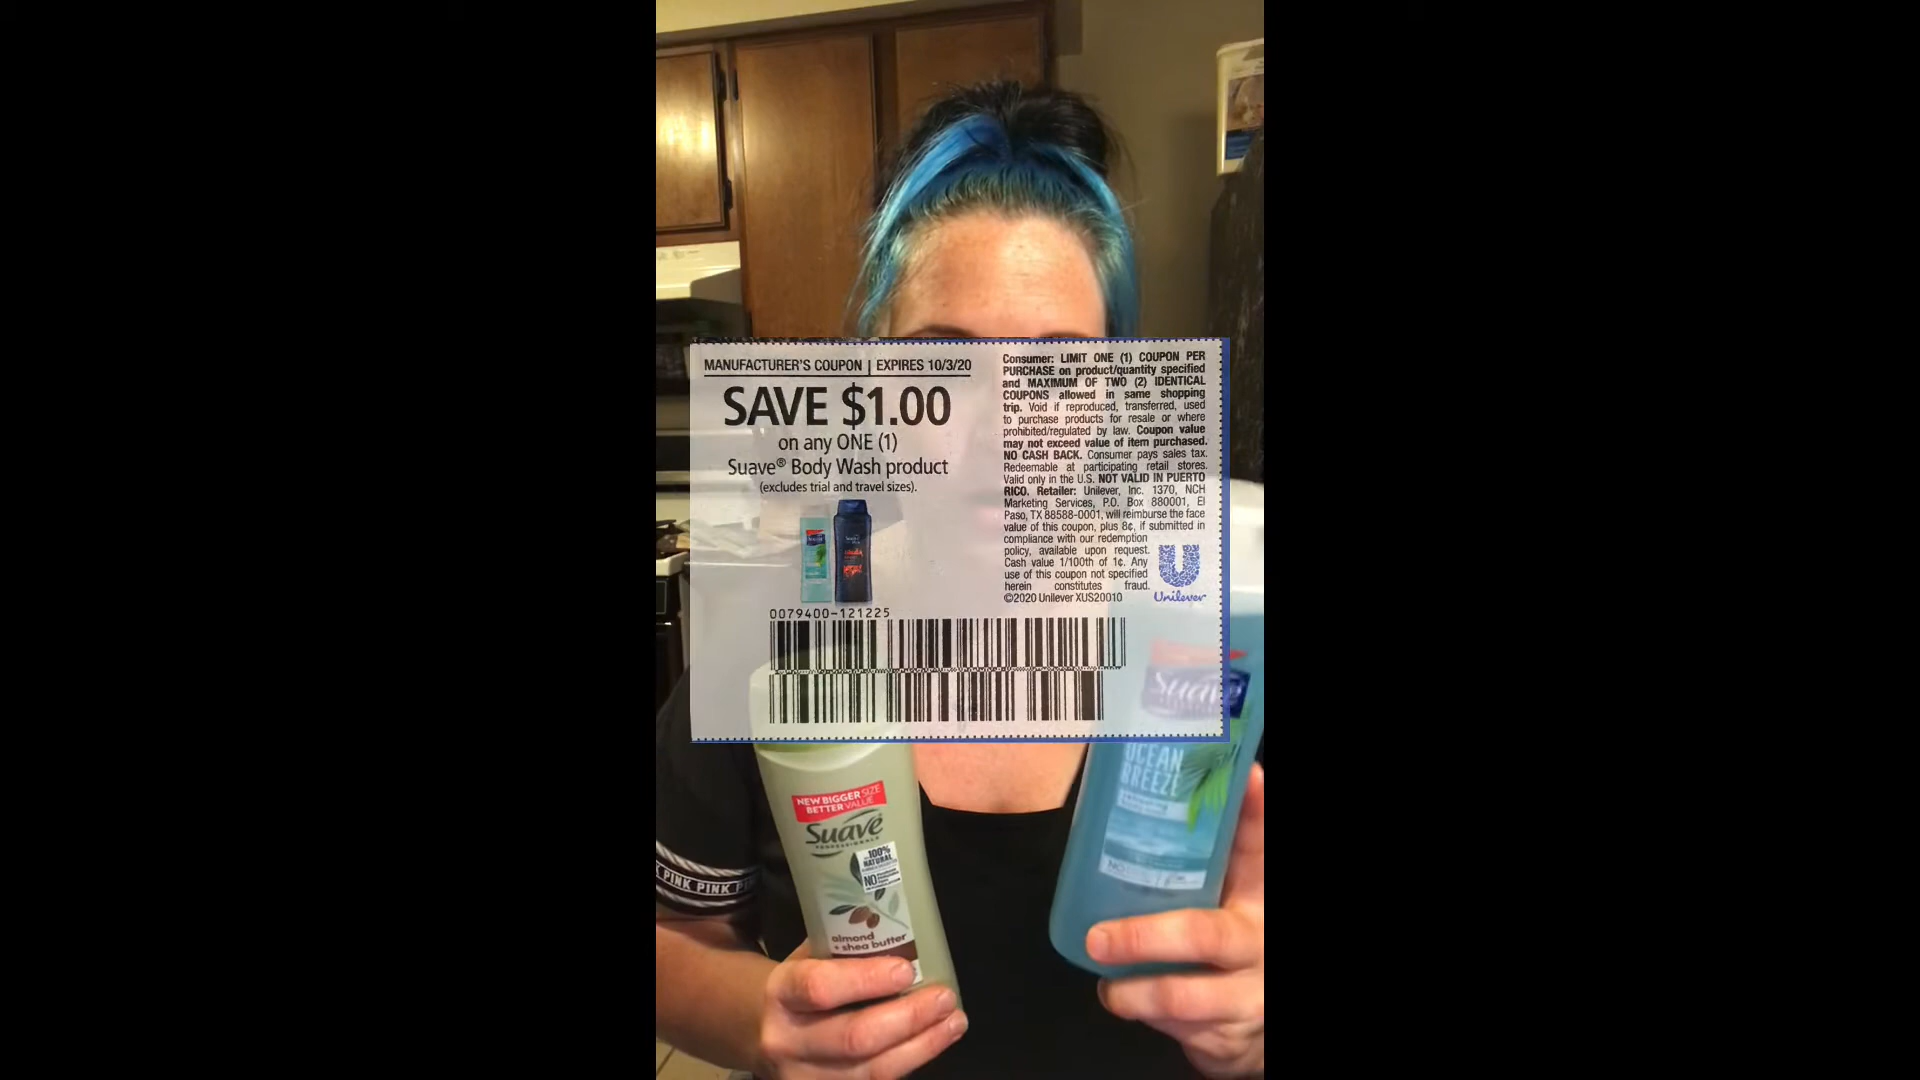 MANUFACTURER'S COUPON | EXPIRES 10/3/20
SAVE $1.00
on any ONE (1)
Suave® Body Wash product
(excludes trial and travel sizes).
0079400-121225
Consumer: LIMIT ONE (1) COUPON PER
PURCHASE on product/quantity specified
and MAXIMUM OF TWO (2) IDENTICAL
COUPONS allowed in same shopping
trip. Void if reproduced, transferred, used
to purchase products for resale or where
prohibited/regulated by law. Coupon value
may not exceed value of item purchased.
NO CASH BACK. Consumer pays sales tax.
Redeemable at participating retail stores.
Valid only in the U.S. NOT VALID IN PUERTO
RICO. Retailer: Unilever, Inc. 1370, NCH
Marketing Services, P.O. Box 880001, El
Paso, TX 88588-0001, will reimburse the face
value of this coupon, plus 8¢, if submitted in
compliance with our redemption
policy, available upon request.
Cash value 1/100th of 1¢. Any
use of this coupon not specified
herein constitutes fraud.
©2020 Unilever XUS20010
Unilever
Suave
OCEAN
BREEZE
NO
NEW BIGGER SIZE
BETTER VALUE
Suave
PROFESSIONALS
100%
NATURAL
NO
almond
+ shea butter
PINK PINK